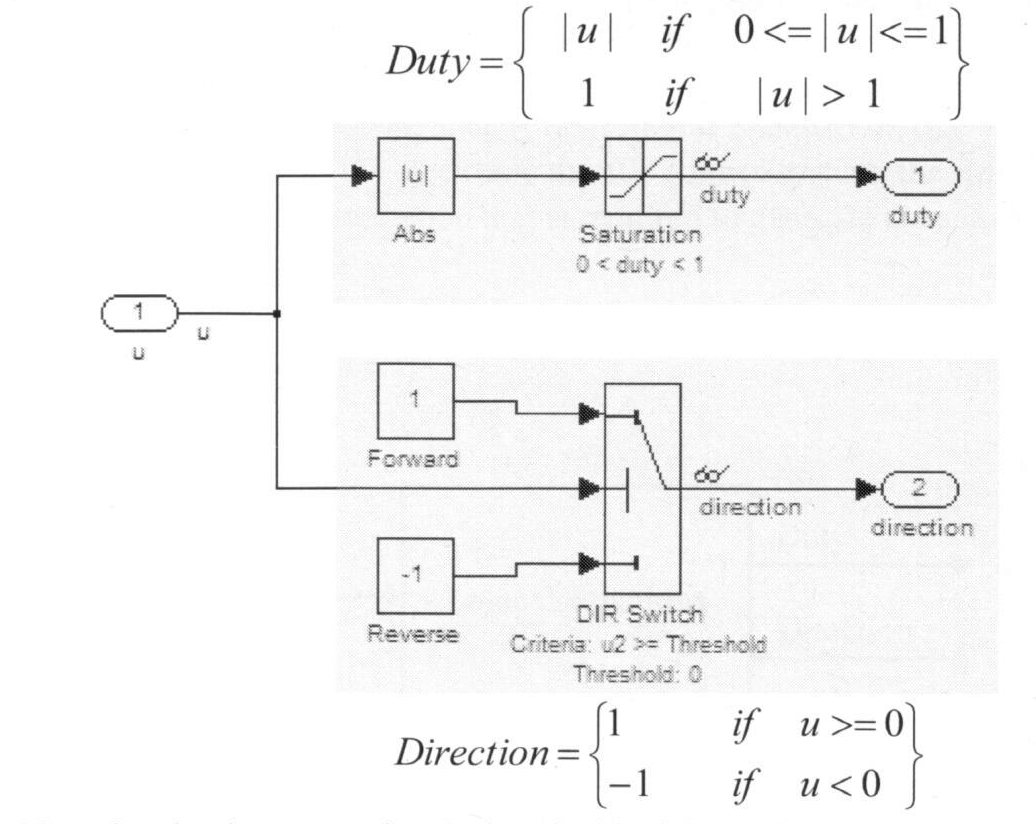 Duty = { |u| if 0 <= | u |<= 1
1 if | u | > 1 }
|u|
Abs
Saturation
0 < duty < 1
duty
1
duty
1
u
u
1
Forward
-1
Reverse
DIR Switch
Criteria: u2 >= Threshold
Threshold: 0
direction
2
direction
Direction = { 1 if u >= 0
−1 if u < 0 }